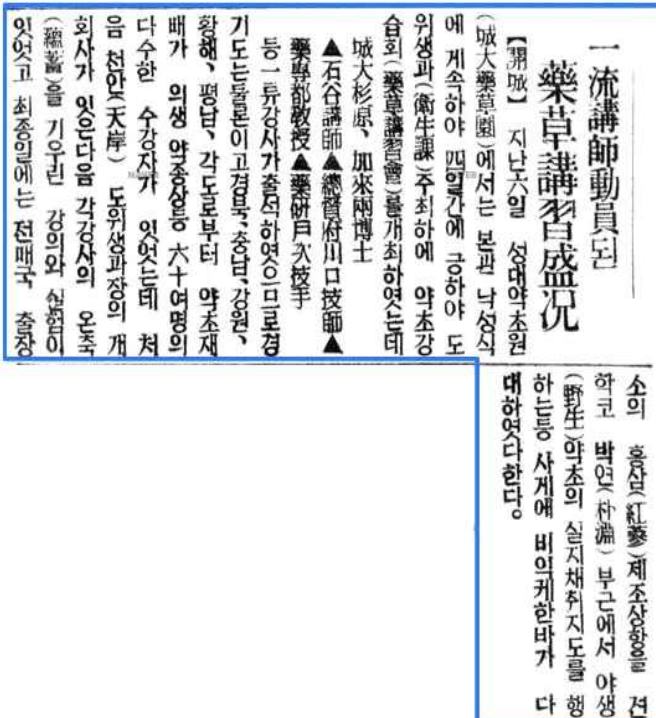 一流講師動員된
藥草講習盛况
【開城】 지난六일 성대약초원
(城大藥草園)에서는 본관 낙성식
에 게속하야 四일간에 긍하야 도
위생과(衛生課)주최하에 약초강
습회(藥草講習會)를개최하엿는데
城大杉原、加來兩博士
▲石谷講師▲總督府川口技師▲
藥專都敎授▲藥硏戶久技手
등一류강사가출석하엿으므로경
기도는물론이고경북、충남、강원、
황해、평남、각도로부터 약초재
배가 의생 약종상등 六十여명의
다수한 수강자가 잇엇는데 처
음 천안(天岸) 도위생과장의 개
회사가 잇은다음 각강사의 온축
(蘊蓄)을 기우린 강의와 실험이
잇엇고 최종일에는 전매국 출장
소의 홍삼(紅蔘)제조상항을 견
학코 박연(朴淵) 부근에서 야생
(野生)약초의 실지채취지도를 행
하는등 사게에 비익케한바가 다
대하엿다한다。